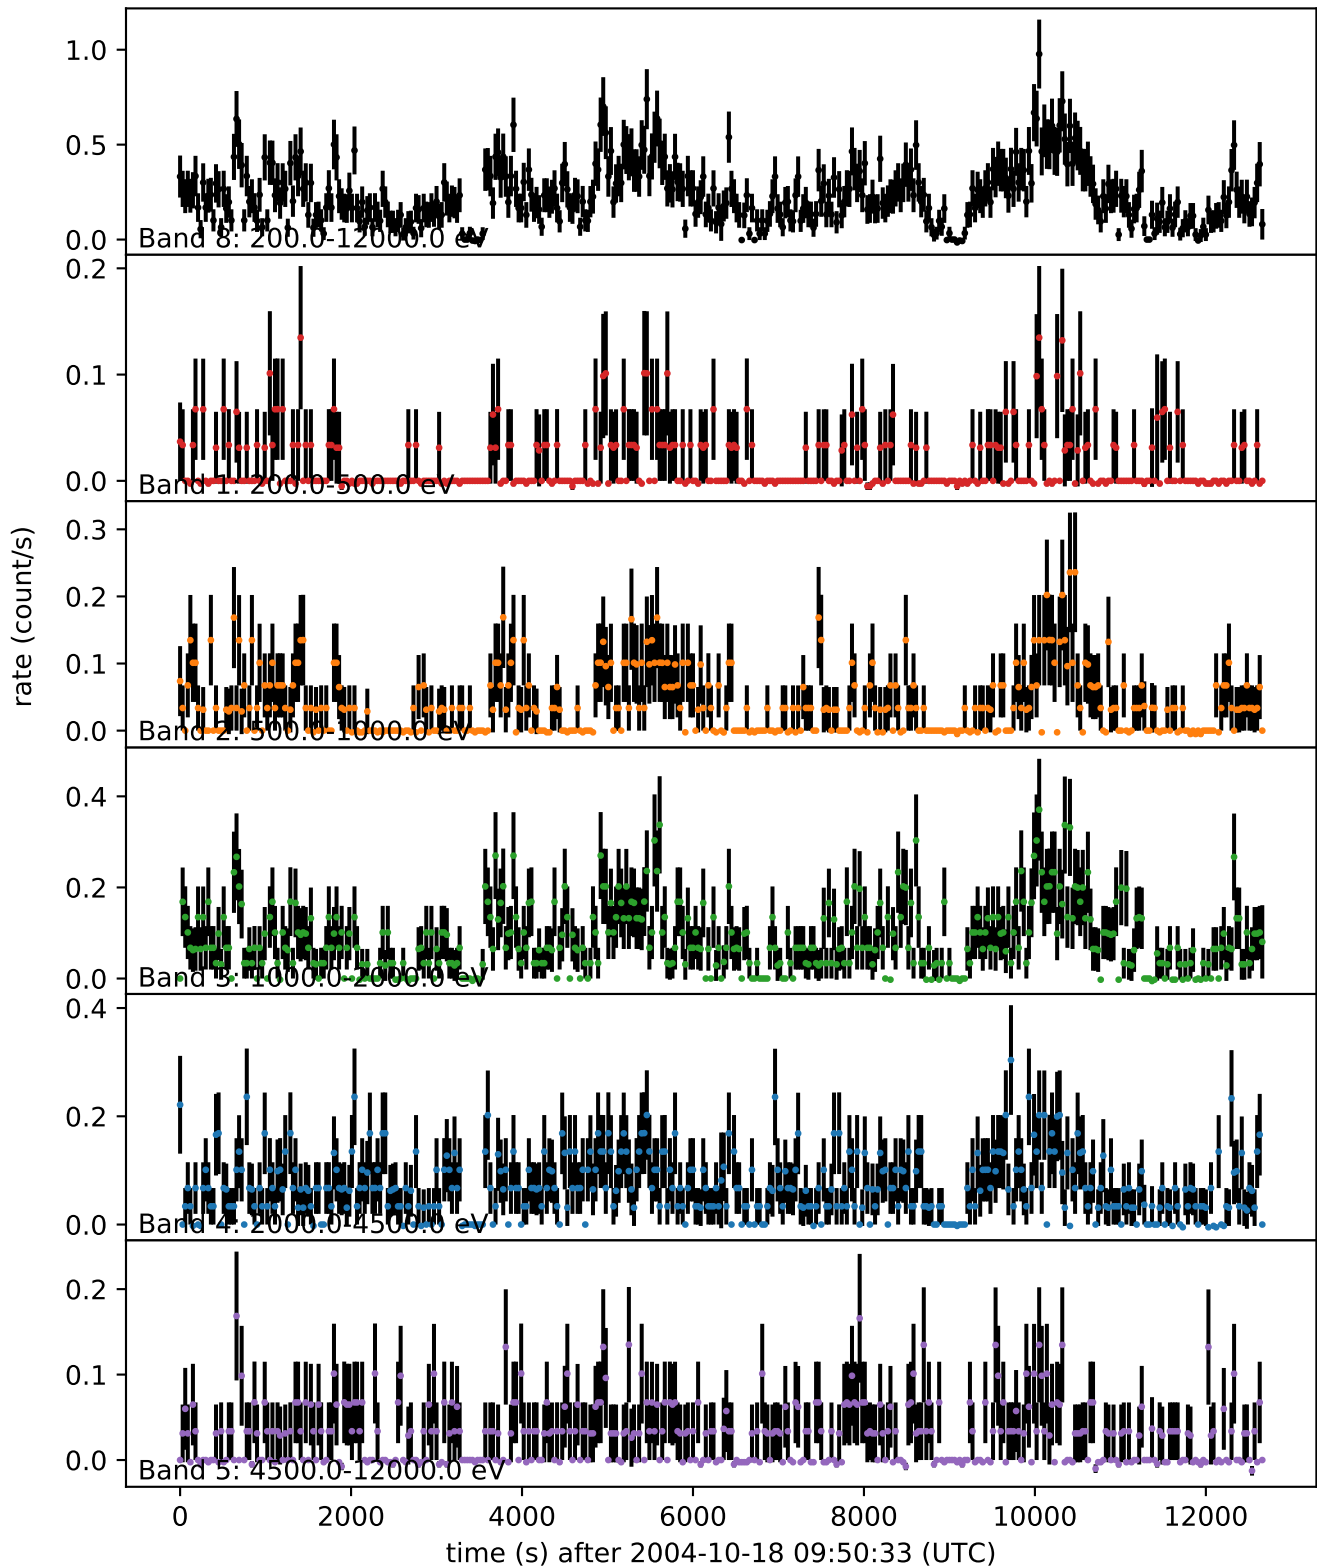 1.0
0.5
0.0
Band 8: 200.0-12000.0 eV
0.2
0.1
0.0
Band 1: 200.0-500.0 eV
0.3
0.2
0.1
0.0
Band 2: 500.0-1000.0 eV
rate (count/s)
0.4
0.2
0.0
Band 3: 1000.0-2000.0 eV
0.4
0.2
0.0
Band 4: 2000.0-4500.0 eV
0.2
0.1
0.0
Band 5: 4500.0-12000.0 eV
0 2000 4000 6000 8000 10000 12000
time (s) after 2004-10-18 09:50:33 (UTC)